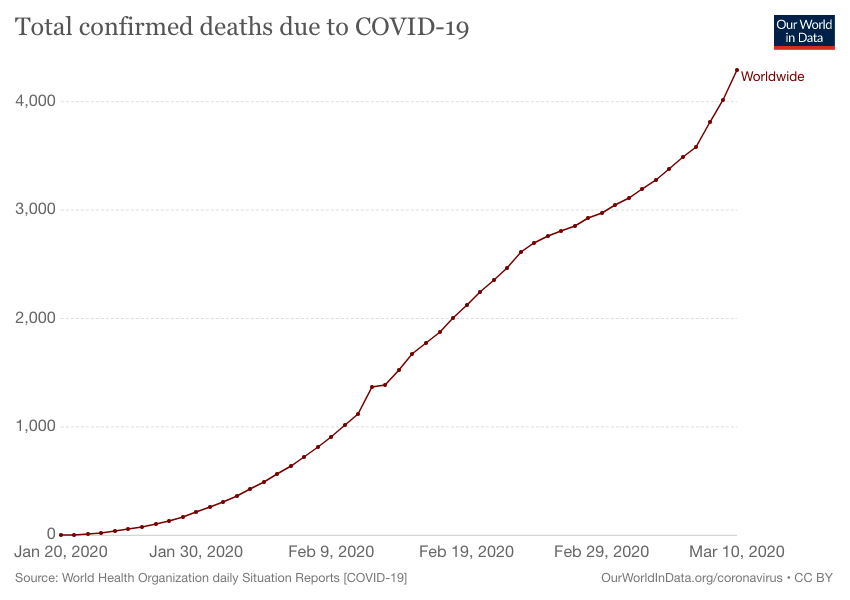 Total confirmed deaths due to COVID-19
Our World
in Data
Worldwide
4,000
3,000
2,000
1,000
0
Jan 20, 2020 Jan 30, 2020 Feb 9, 2020 Feb 19, 2020 Feb 29, 2020 Mar 10, 2020
Source: World Health Organization daily Situation Reports [COVID-19] OurWorldInData.org/coronavirus • CC BY